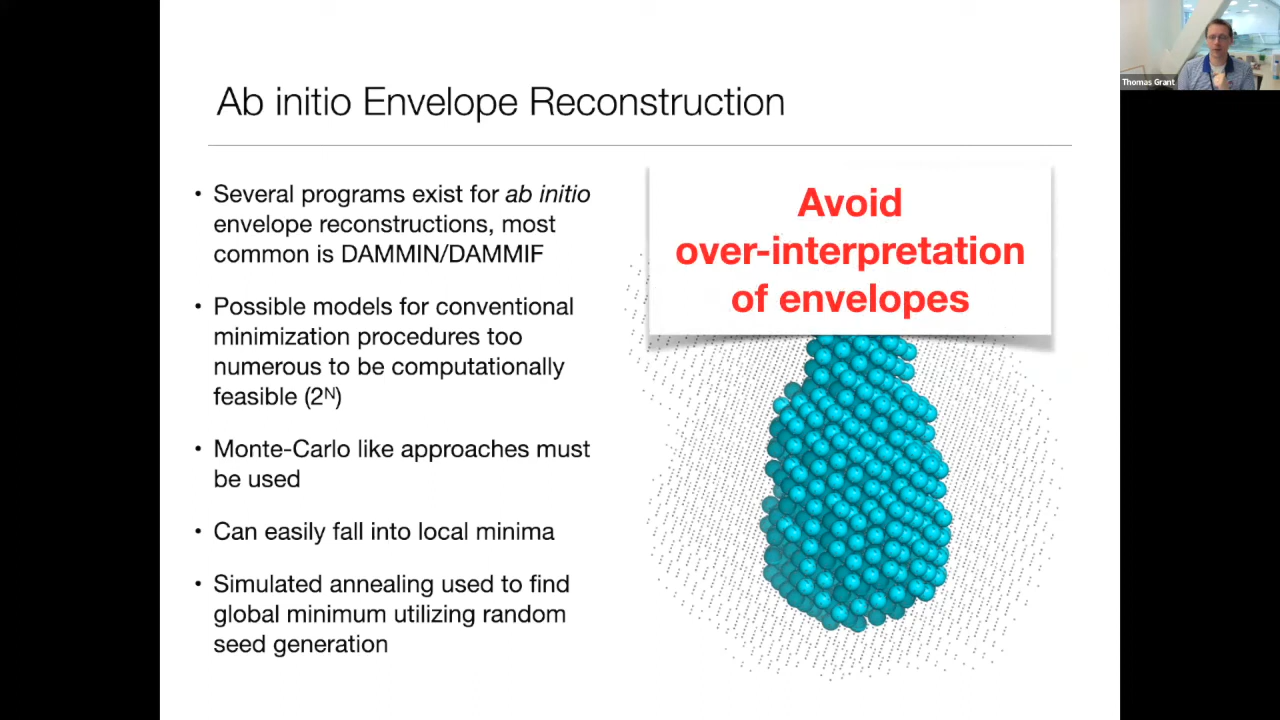 Thomas Grant
Ab initio Envelope Reconstruction
• Several programs exist for ab initio
envelope reconstructions, most
common is DAMMIN/DAMMIF
• Possible models for conventional
minimization procedures too
numerous to be computationally
feasible (2ᴺ)
• Monte-Carlo like approaches must
be used
• Can easily fall into local minima
• Simulated annealing used to find
global minimum utilizing random
seed generation
Avoid
over-interpretation
of envelopes